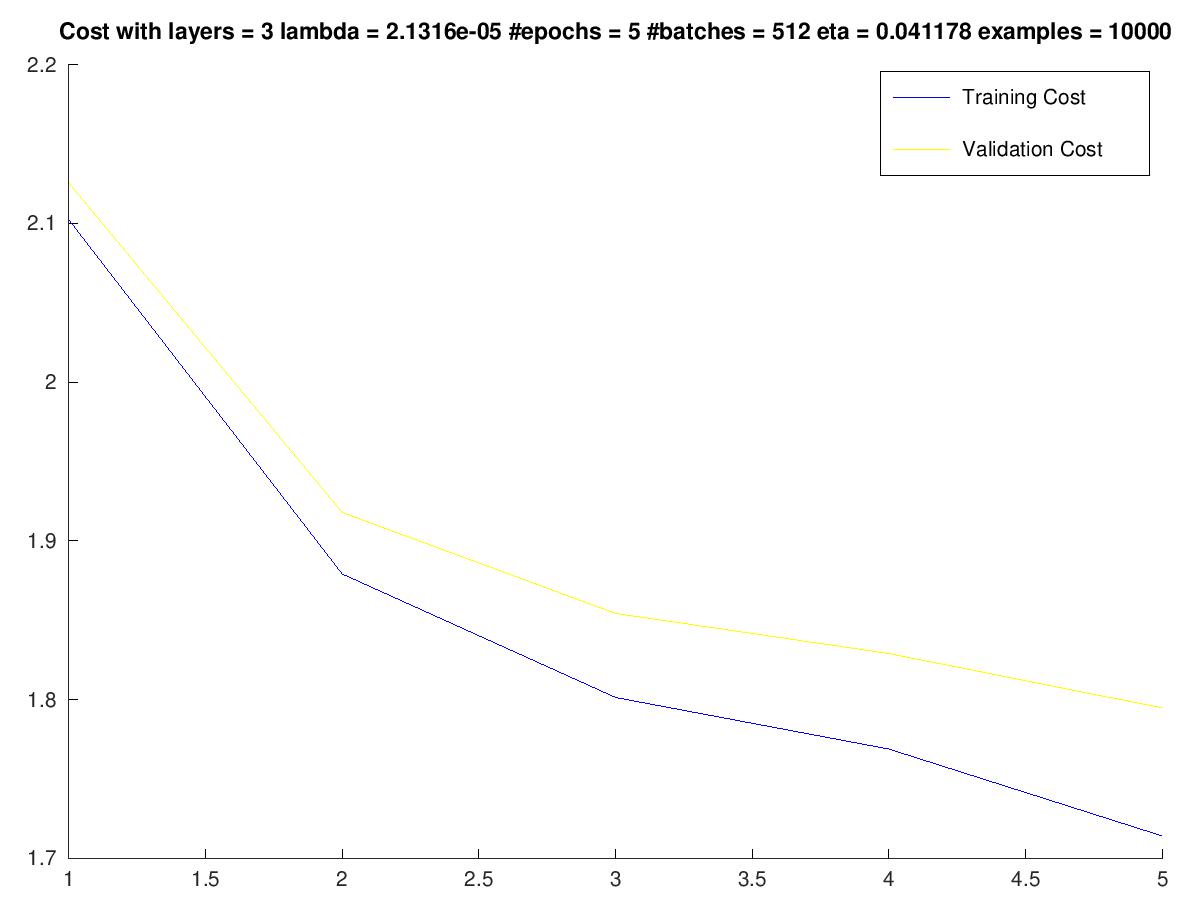 Cost with layers = 3 lambda = 2.1316e-05 #epochs = 5 #batches = 512 eta = 0.041178 examples = 10000
2.2
2.1
2
1.9
1.8
1.7
Training Cost
Validation Cost
1 1.5 2 2.5 3 3.5 4 4.5 5